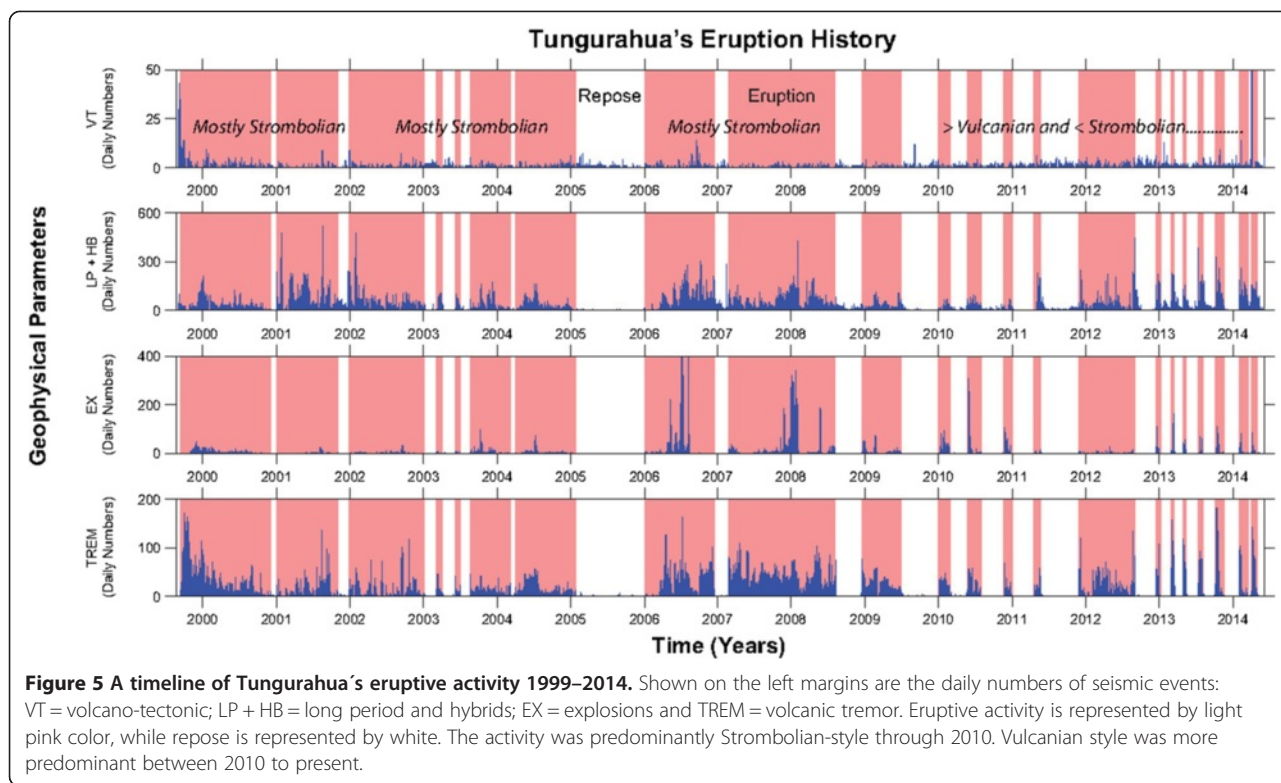 Tungurahua's Eruption History
Geophysical Parameters
VT
(Daily Numbers)
50
25
0
Repose
Eruption
Mostly Strombolian
Mostly Strombolian
Mostly Strombolian
> Vulcanian and < Strombolian.............
2000 2001 2002 2003 2004 2005 2006 2007 2008 2009 2010 2011 2012 2013 2014
LP + HB
(Daily Numbers)
600
300
0
2000 2001 2002 2003 2004 2005 2006 2007 2008 2009 2010 2011 2012 2013 2014
EX
(Daily Numbers)
400
200
0
2000 2001 2002 2003 2004 2005 2006 2007 2008 2009 2010 2011 2012 2013 2014
TREM
(Daily Numbers)
200
100
0
2000 2001 2002 2003 2004 2005 2006 2007 2008 2009 2010 2011 2012 2013 2014
Time (Years)
Figure 5 A timeline of Tungurahua´s eruptive activity 1999–2014. Shown on the left margins are the daily numbers of seismic events:
VT = volcano-tectonic; LP + HB = long period and hybrids; EX = explosions and TREM = volcanic tremor. Eruptive activity is represented by light
pink color, while repose is represented by white. The activity was predominantly Strombolian-style through 2010. Vulcanian style was more
predominant between 2010 to present.